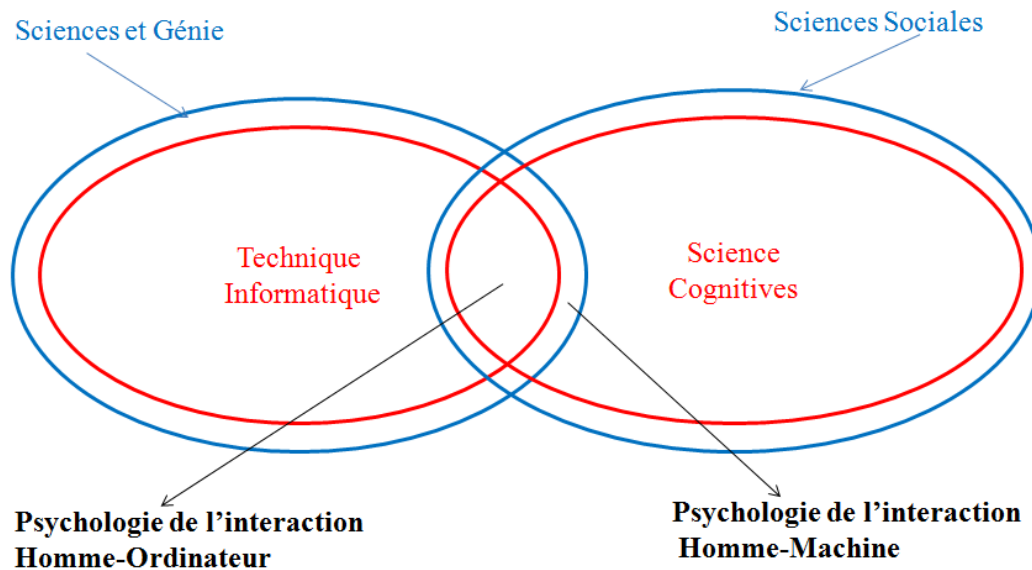 Sciences et Génie
Sciences Sociales
Technique
Informatique
Science
Cognitives
Psychologie de l’interaction
Homme-Ordinateur
Psychologie de l’interaction
Homme-Machine